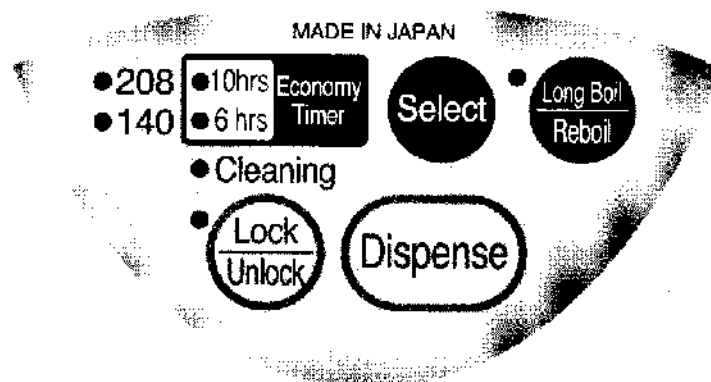 MADE IN JAPAN
208
140
10hrs
6 hrs
Economy
Timer
Select
Long Boil
Reboil
Cleaning
Lock
Unlock
Dispense